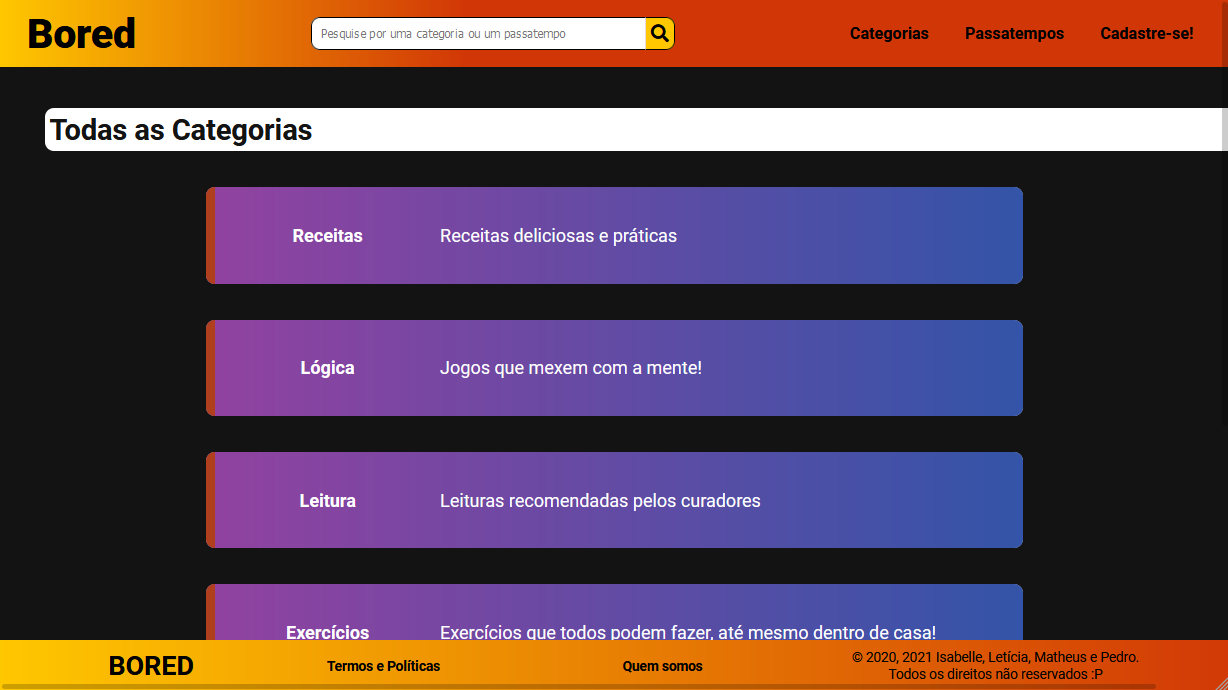 Bored
Pesquise por uma categoria ou um passatempo
Categorias Passatempos Cadastre-se!
Todas as Categorias
Receitas Receitas deliciosas e práticas
Lógica Jogos que mexem com a mente!
Leitura Leituras recomendadas pelos curadores
Exercícios Exercícios que todos podem fazer, até mesmo dentro de casa!
BORED Termos e Políticas Quem somos
© 2020, 2021 Isabelle, Letícia, Matheus e Pedro.
Todos os direitos não reservados :P